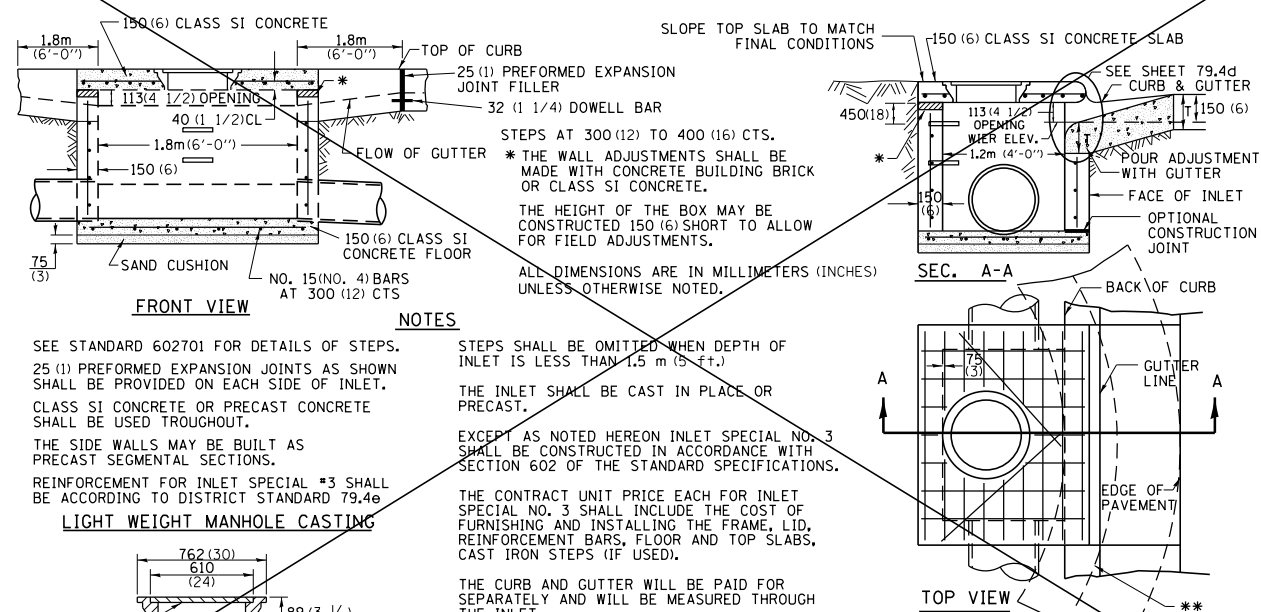 150 (6) CLASS SI CONCRETE
1.8m
(6'-0")
1.8m
(6'-0")
TOP OF CURB
25 (1) PREFORMED EXPANSION
JOINT FILLER
*
113(4 1/2) OPENING
32 (1 1/4) DOWELL BAR
40 (1 1/2)CL
1.8m(6'-0")
FLOW OF GUTTER
150 (6)
150 (6) CLASS SI
CONCRETE FLOOR
75
(3)
SAND CUSHION
NO. 15(NO. 4) BARS
AT 300 (12) CTS
FRONT VIEW
STEPS AT 300 (12) TO 400 (16) CTS.
* THE WALL ADJUSTMENTS SHALL BE
MADE WITH CONCRETE BUILDING BRICK
OR CLASS SI CONCRETE.
THE HEIGHT OF THE BOX MAY BE
CONSTRUCTED 150 (6) SHORT TO ALLOW
FOR FIELD ADJUSTMENTS.
ALL DIMENSIONS ARE IN MILLIMETERS (INCHES)
UNLESS OTHERWISE NOTED.
SLOPE TOP SLAB TO MATCH
FINAL CONDITIONS
150 (6) CLASS SI CONCRETE SLAB
SEE SHEET 79.4d
CURB & GUTTER
450(18)
113(4 1/2)
OPENING
WIER ELEV.
T
150 (6)
1.2m (4'-0")
T
*
POUR ADJUSTMENT
WITH GUTTER
150
(6)
FACE OF INLET
OPTIONAL
CONSTRUCTION
JOINT
SEC. A-A
NOTES
SEE STANDARD 602701 FOR DETAILS OF STEPS.
25 (1) PREFORMED EXPANSION JOINTS AS SHOWN
SHALL BE PROVIDED ON EACH SIDE OF INLET.
CLASS SI CONCRETE OR PRECAST CONCRETE
SHALL BE USED TROUGHOUT.
THE SIDE WALLS MAY BE BUILT AS
PRECAST SEGMENTAL SECTIONS.
REINFORCEMENT FOR INLET SPECIAL #3 SHALL
BE ACCORDING TO DISTRICT STANDARD 79.4e
STEPS SHALL BE OMITTED WHEN DEPTH OF
INLET IS LESS THAN 1.5 m (5 ft.)
THE INLET SHALL BE CAST IN PLACE OR
PRECAST.
EXCEPT AS NOTED HEREON INLET SPECIAL NO. 3
SHALL BE CONSTRUCTED IN ACCORDANCE WITH
SECTION 602 OF THE STANDARD SPECIFICATIONS.
THE CONTRACT UNIT PRICE EACH FOR INLET
SPECIAL NO. 3 SHALL INCLUDE THE COST OF
FURNISHING AND INSTALLING THE FRAME, LID,
REINFORCEMENT BARS, FLOOR AND TOP SLABS,
CAST IRON STEPS (IF USED).
THE CURB AND GUTTER WILL BE PAID FOR
SEPARATELY AND WILL BE MEASURED THROUGH
THE INLET
LIGHT WEIGHT MANHOLE CASTING
762 (30)
610
(24)
BACK OF CURB
75
(3)
GUTTER
LINE
A
A
EDGE OF
PAVEMENT
TOP VIEW
**